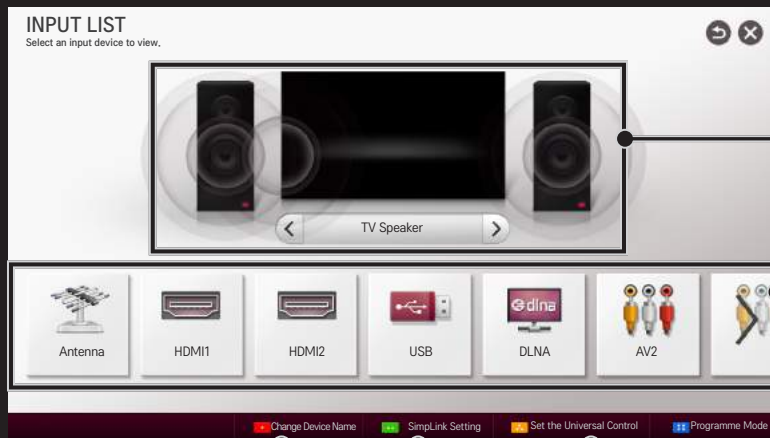 INPUT LIST
Select an input device to view.
TV Speaker
dlna
Antenna
HDMI1
HDMI2
USB
DLNA
AV2
Change Device Name
SimpLink Setting
Set the Universal Control
Programme Mode